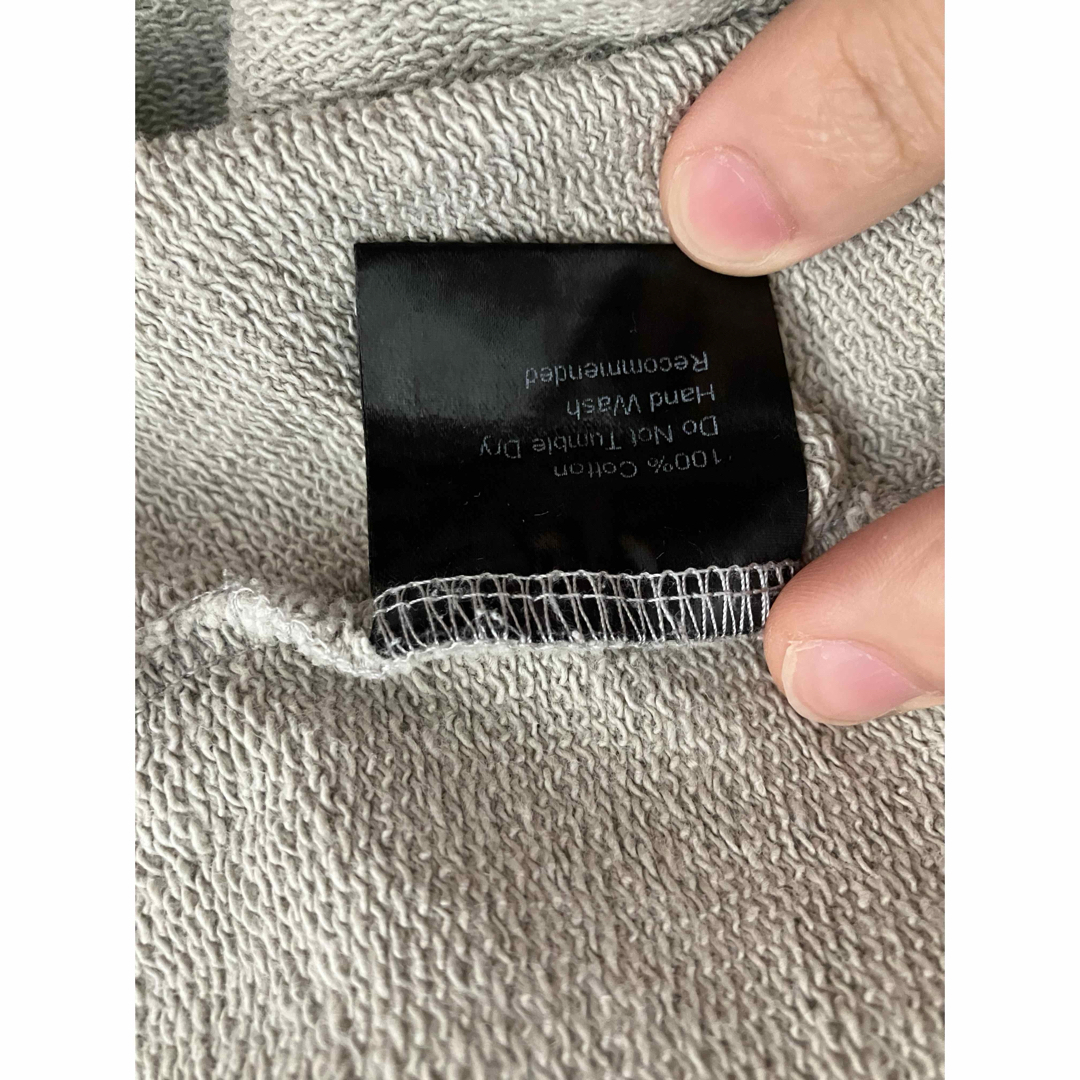 100% Cotton
Do Not Tumble Dry
Hand Wash
Recommended